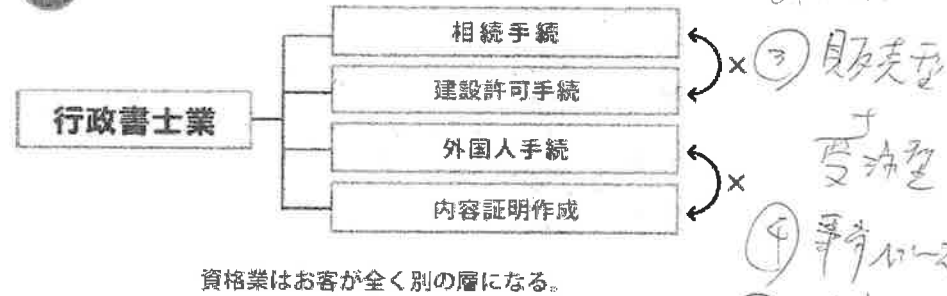 相続手続
建設許可手続
行政書士業
外国人手続
内容証明作成
×
×
③ 販売型
+
受注型
④
資格業はお客が全く別の層になる。